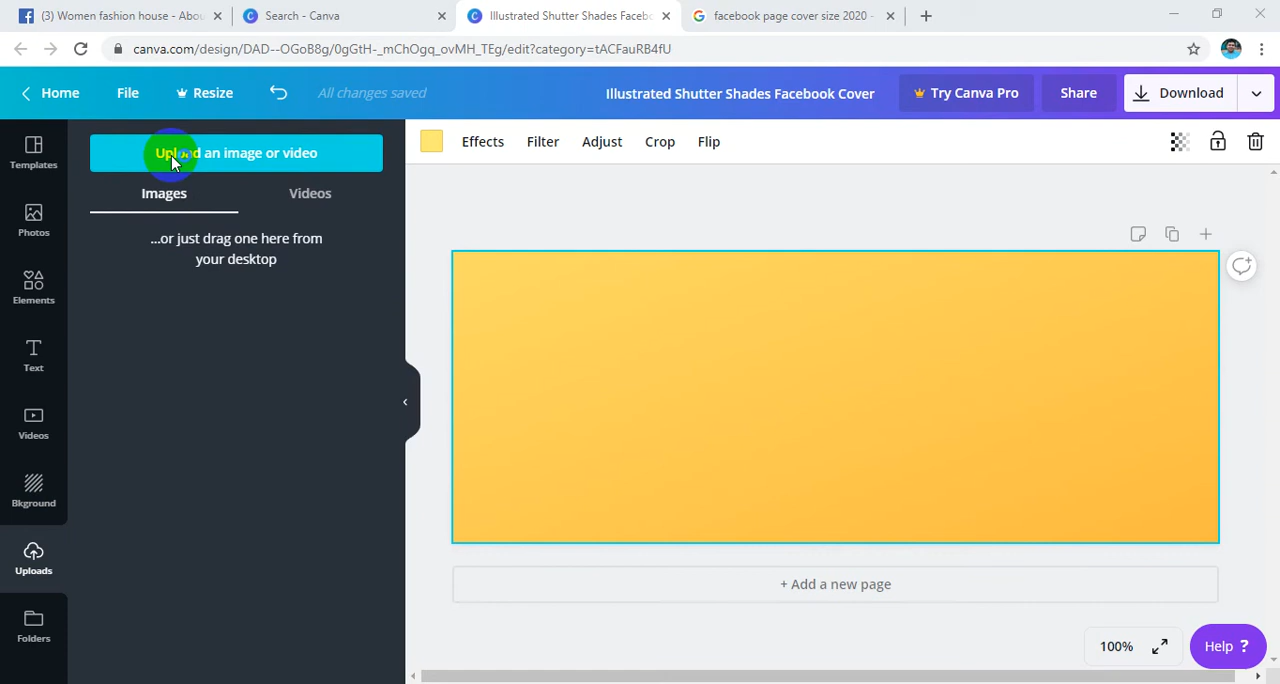 (3) Women fashion house - Abou
Search - Canva
Illustrated Shutter Shades Facebo
facebook page cover size 2020 -
canva.com/design/DAD--OGoB8g/0gGtH-_mChOgq_ovMH_TEg/edit?category=tACFauRB4fU
Home
File
Resize
All changes saved
Illustrated Shutter Shades Facebook Cover
Try Canva Pro
Share
Download
Templates
Photos
Elements
Text
Videos
Bkground
Uploads
Folders
Upload an image or video
Images
Videos
...or just drag one here from
your desktop
Effects
Filter
Adjust
Crop
Flip
+ Add a new page
100%
Help ?